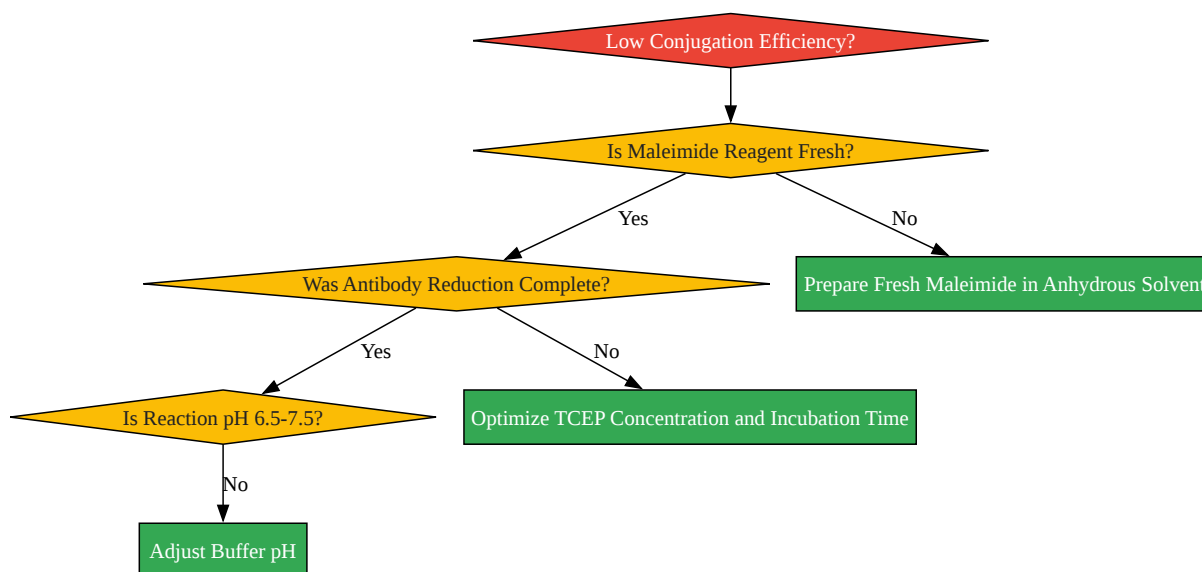 Low Conjugation Efficiency?
Is Maleimide Reagent Fresh?
Yes
No
Was Antibody Reduction Complete?
Prepare Fresh Maleimide in Anhydrous Solvent
Yes
No
Is Reaction pH 6.5-7.5?
Optimize TCEP Concentration and Incubation Time
No
Adjust Buffer pH